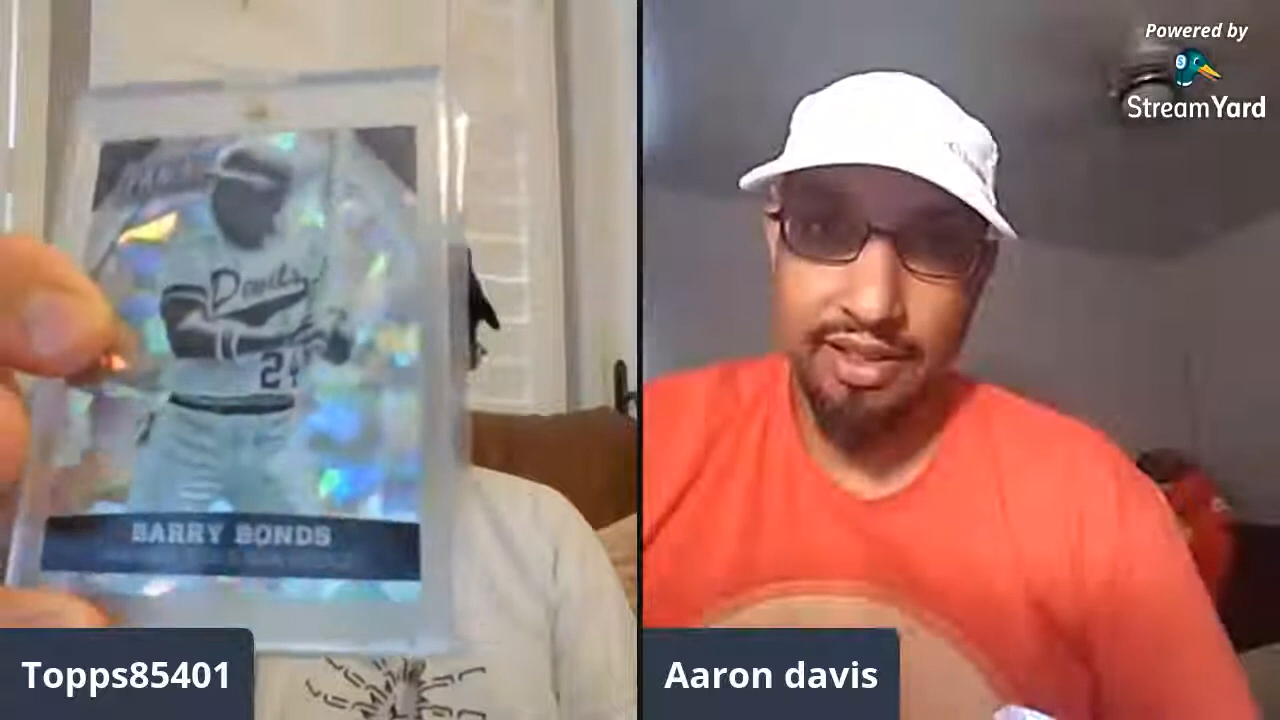 Powered by
StreamYard
Devils
24
BARRY BONDS
Topps85401
Aaron davis